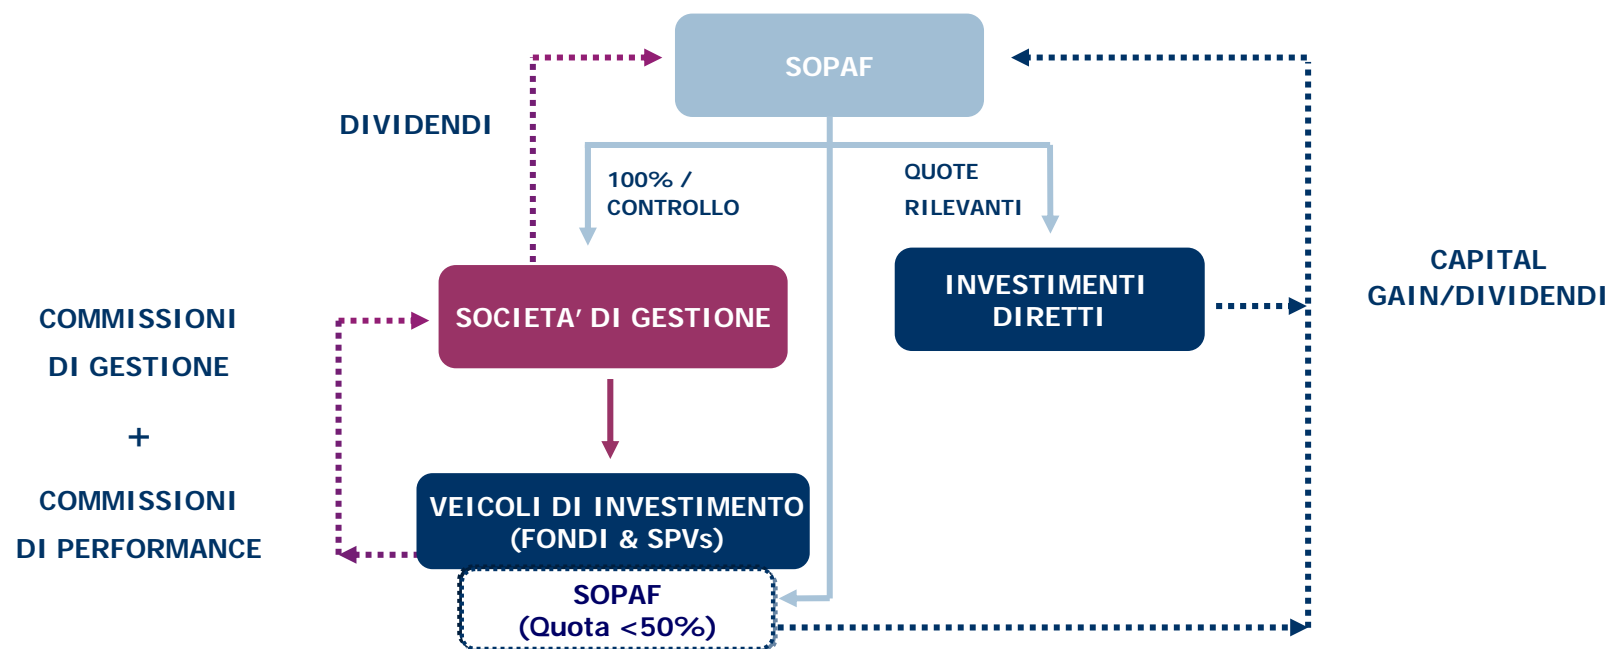 SOPAF
DIVIDENDI
100% /
CONTROLLO
QUOTE
RILEVANTI
SOCIETA’ DI GESTIONE
INVESTIMENTI
DIRETTI
CAPITAL
GAIN/DIVIDENDI
COMMISSIONI
DI GESTIONE
+
COMMISSIONI
DI PERFORMANCE
VEICOLI DI INVESTIMENTO
(FONDI & SPVs)
SOPAF
(Quota <50%)